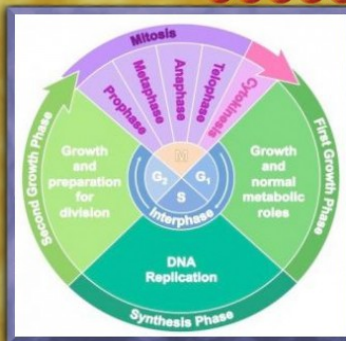 Mitosis
Prophase
Metaphase
Anaphase
Telophase
Cytokinesis
First Growth Phase
Growth
and
normal
metabolic
roles
Second Growth Phase
Growth
and
preparation
for
division
M
G2
G1
S
Interphase
DNA
Replication
Synthesis Phase